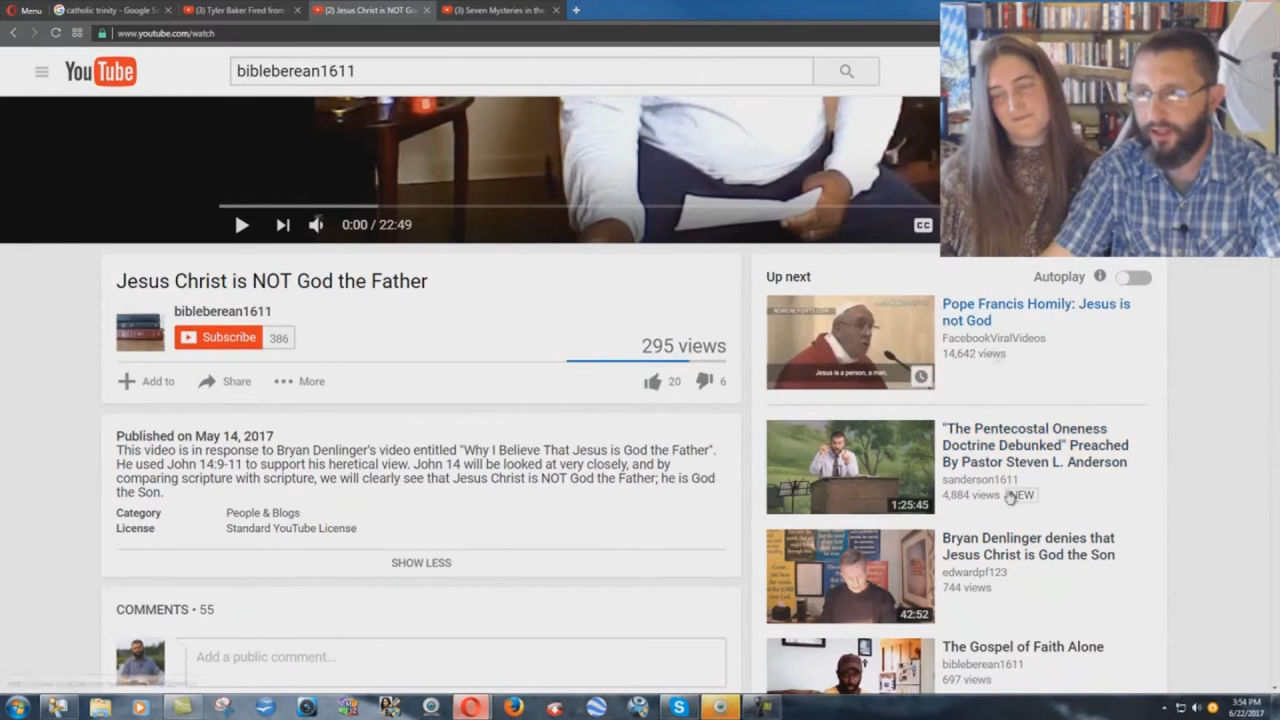 Menu
catholic trinity - Google S
(3) Tyler Baker Fired from
(2) Jesus Christ is NOT Go
(3) Seven Mysteries in the
www.youtube.com/watch
YouTube
bibleberean1611
0:00 / 22:49
CC
Jesus Christ is NOT God the Father
bibleberean1611
Subscribe 386
295 views
Add to Share More
20 6
Published on May 14, 2017
This video is in response to Bryan Denlinger's video entitled "Why I Believe That Jesus is God the Father".
He used John 14:9-11 to support his heretical view. John 14 will be looked at very closely, and by
comparing scripture with scripture, we will clearly see that Jesus Christ is NOT God the Father; he is God
the Son.
Category People & Blogs
License Standard YouTube License
SHOW LESS
COMMENTS • 55
Add a public comment...
Up next
Autoplay
Jesus is a person, a man,
Pope Francis Homily: Jesus is
not God
FacebookViralVideos
14,642 views
1:25:45
"The Pentecostal Oneness
Doctrine Debunked" Preached
By Pastor Steven L. Anderson
sanderson1611
4,884 views NEW
42:52
Bryan Denlinger denies that
Jesus Christ is God the Son
edwardpf123
744 views
The Gospel of Faith Alone
bibleberean1611
697 views
3:54 PM
6/22/2017